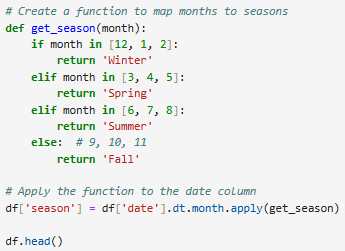 # Create a function to map months to seasons
def get_season(month):
    if month in [12, 1, 2]:
        return 'Winter'
    elif month in [3, 4, 5]:
        return 'Spring'
    elif month in [6, 7, 8]:
        return 'Summer'
    else:  # 9, 10, 11
        return 'Fall'

# Apply the function to the date column
df['season'] = df['date'].dt.month.apply(get_season)

df.head()